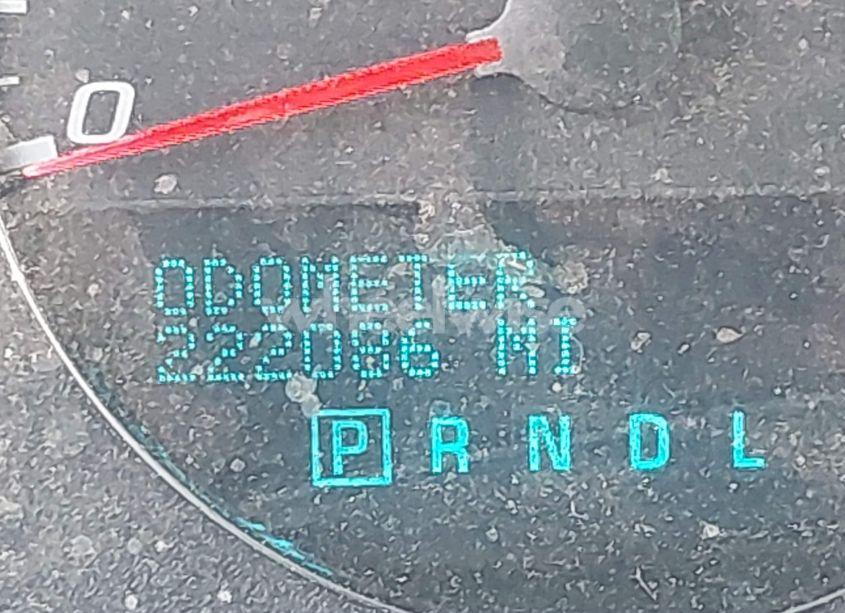 0
ODOMETER
222086 MI
P R N D L